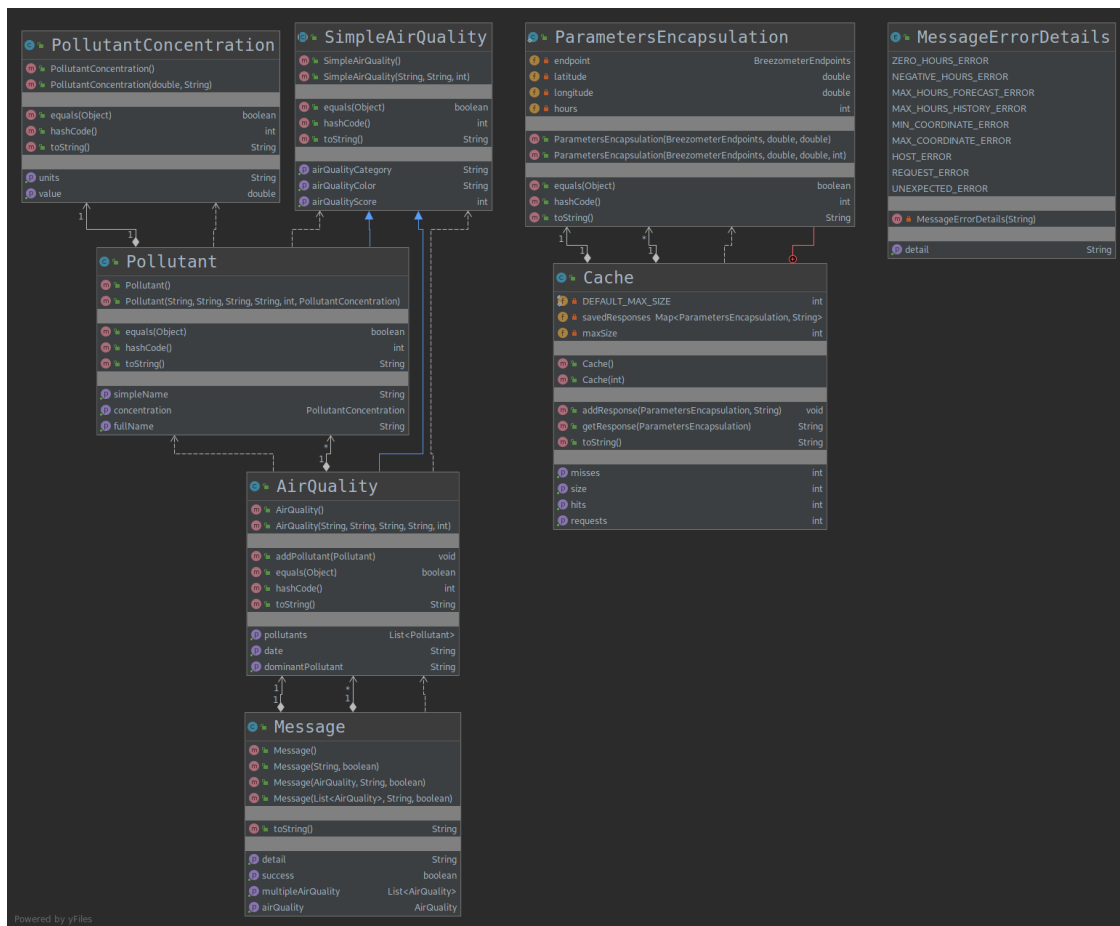 PollutantConcentration
PollutantConcentration()
PollutantConcentration(double, String)
equals(Object) boolean
hashCode() int
toString() String
units String
value double
SimpleAirQuality
SimpleAirQuality()
SimpleAirQuality(String, String, int)
equals(Object) boolean
hashCode() int
toString() String
airQualityCategory String
airQualityColor String
airQualityScore int
ParametersEncapsulation
endpoint BreezometerEndpoints
latitude double
longitude double
hours int
ParametersEncapsulation(BreezometerEndpoints, double, double)
ParametersEncapsulation(BreezometerEndpoints, double, double, int)
equals(Object) boolean
hashCode() int
toString() String
MessageErrorDetails
ZERO_HOURS_ERROR
NEGATIVE_HOURS_ERROR
MAX_HOURS_FORECAST_ERROR
MAX_HOURS_HISTORY_ERROR
MIN_COORDINATE_ERROR
MAX_COORDINATE_ERROR
HOST_ERROR
REQUEST_ERROR
UNEXPECTED_ERROR
MessageErrorDetails(String)
detail String
1
1
Pollutant
Pollutant()
Pollutant(String, String, String, String, int, PollutantConcentration)
equals(Object) boolean
hashCode() int
toString() String
simpleName String
concentration PollutantConcentration
fullName String
1 *
1 1
Cache
DEFAULT_MAX_SIZE int
savedResponses Map<ParametersEncapsulation, String>
maxSize int
Cache()
Cache(int)
addResponse(ParametersEncapsulation, String) void
getResponse(ParametersEncapsulation) String
toString() String
misses int
size int
hits int
requests int
*
1
AirQuality
AirQuality()
AirQuality(String, String, String, String, int)
addPollutant(Pollutant) void
equals(Object) boolean
hashCode() int
toString() String
pollutants List<Pollutant>
date String
dominantPollutant String
1 *
1 1
Message
Message()
Message(String, boolean)
Message(AirQuality, String, boolean)
Message(List<AirQuality>, String, boolean)
toString() String
detail String
success boolean
multipleAirQuality List<AirQuality>
airQuality AirQuality
Powered by yFiles